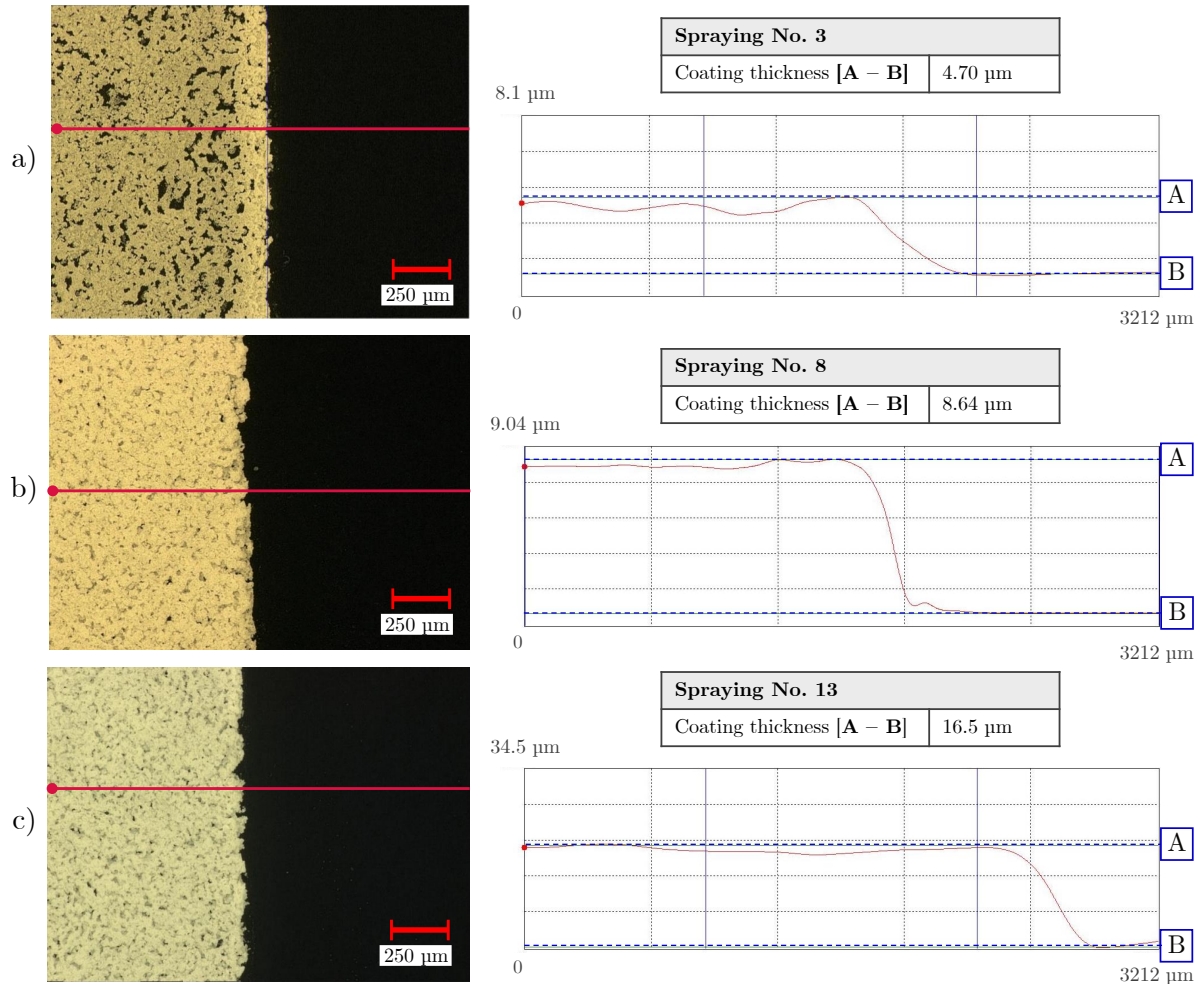 a)
250 µm
Spraying No. 3
Coating thickness [A – B] 4.70 µm
8.1 µm
A
B
0
3212 µm
b)
250 µm
Spraying No. 8
Coating thickness [A – B] 8.64 µm
9.04 µm
A
B
0
3212 µm
c)
250 µm
Spraying No. 13
Coating thickness [A – B] 16.5 µm
34.5 µm
A
B
0
3212 µm